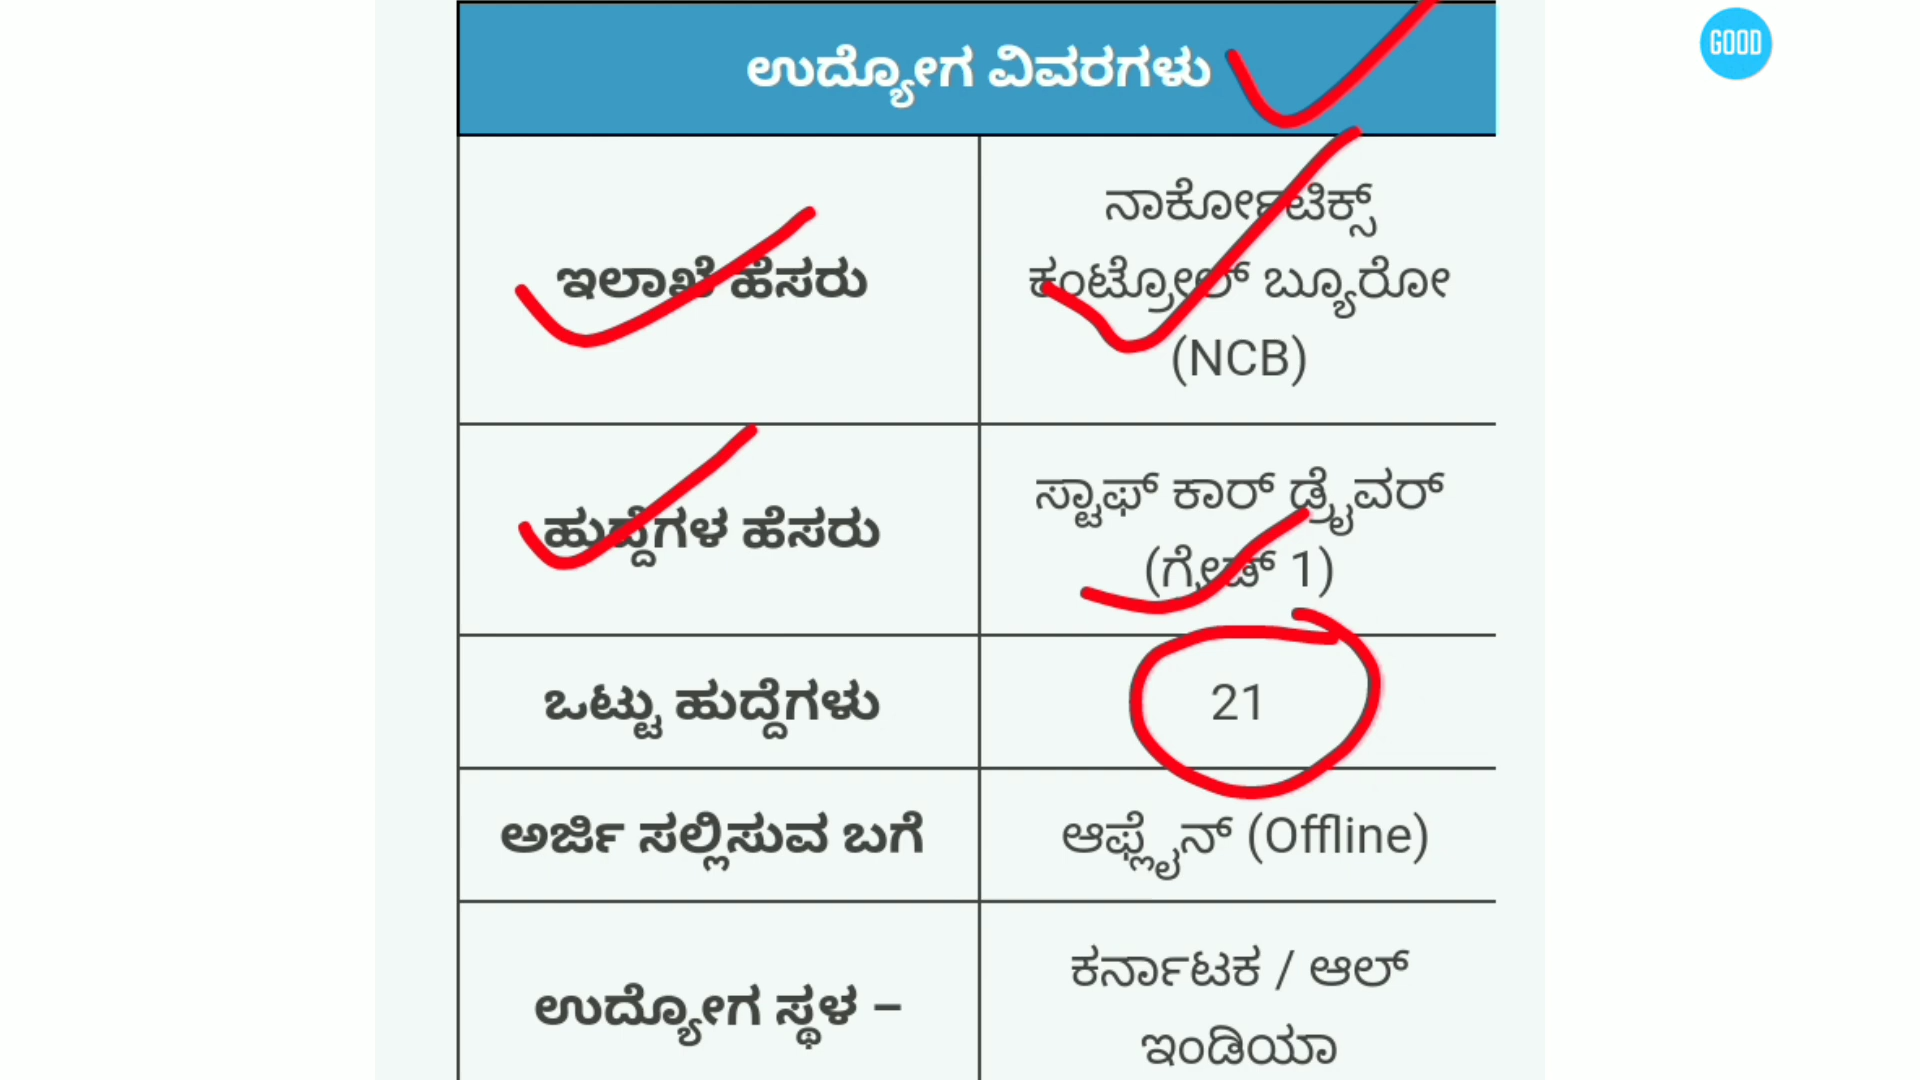 GOOD
ಉದ್ಯೋಗ ವಿವರಗಳು
ಇಲಾಖೆ ಹೆಸರು
ನಾರ್ಕೋಟಿಕ್ಸ್
ಕಂಟ್ರೋಲ್ ಬ್ಯೂರೋ
(NCB)
ಹುದ್ದೆಗಳ ಹೆಸರು
ಸ್ಟಾಫ್ ಕಾರ್ ಡ್ರೈವರ್
(ಗ್ರೇಡ್ 1)
ಒಟ್ಟು ಹುದ್ದೆಗಳು
21
ಅರ್ಜಿ ಸಲ್ಲಿಸುವ ಬಗೆ
ಆಫ್ಲೈನ್ (Offline)
ಉದ್ಯೋಗ ಸ್ಥಳ –
ಕರ್ನಾಟಕ / ಆಲ್
ಇಂಡಿಯಾ